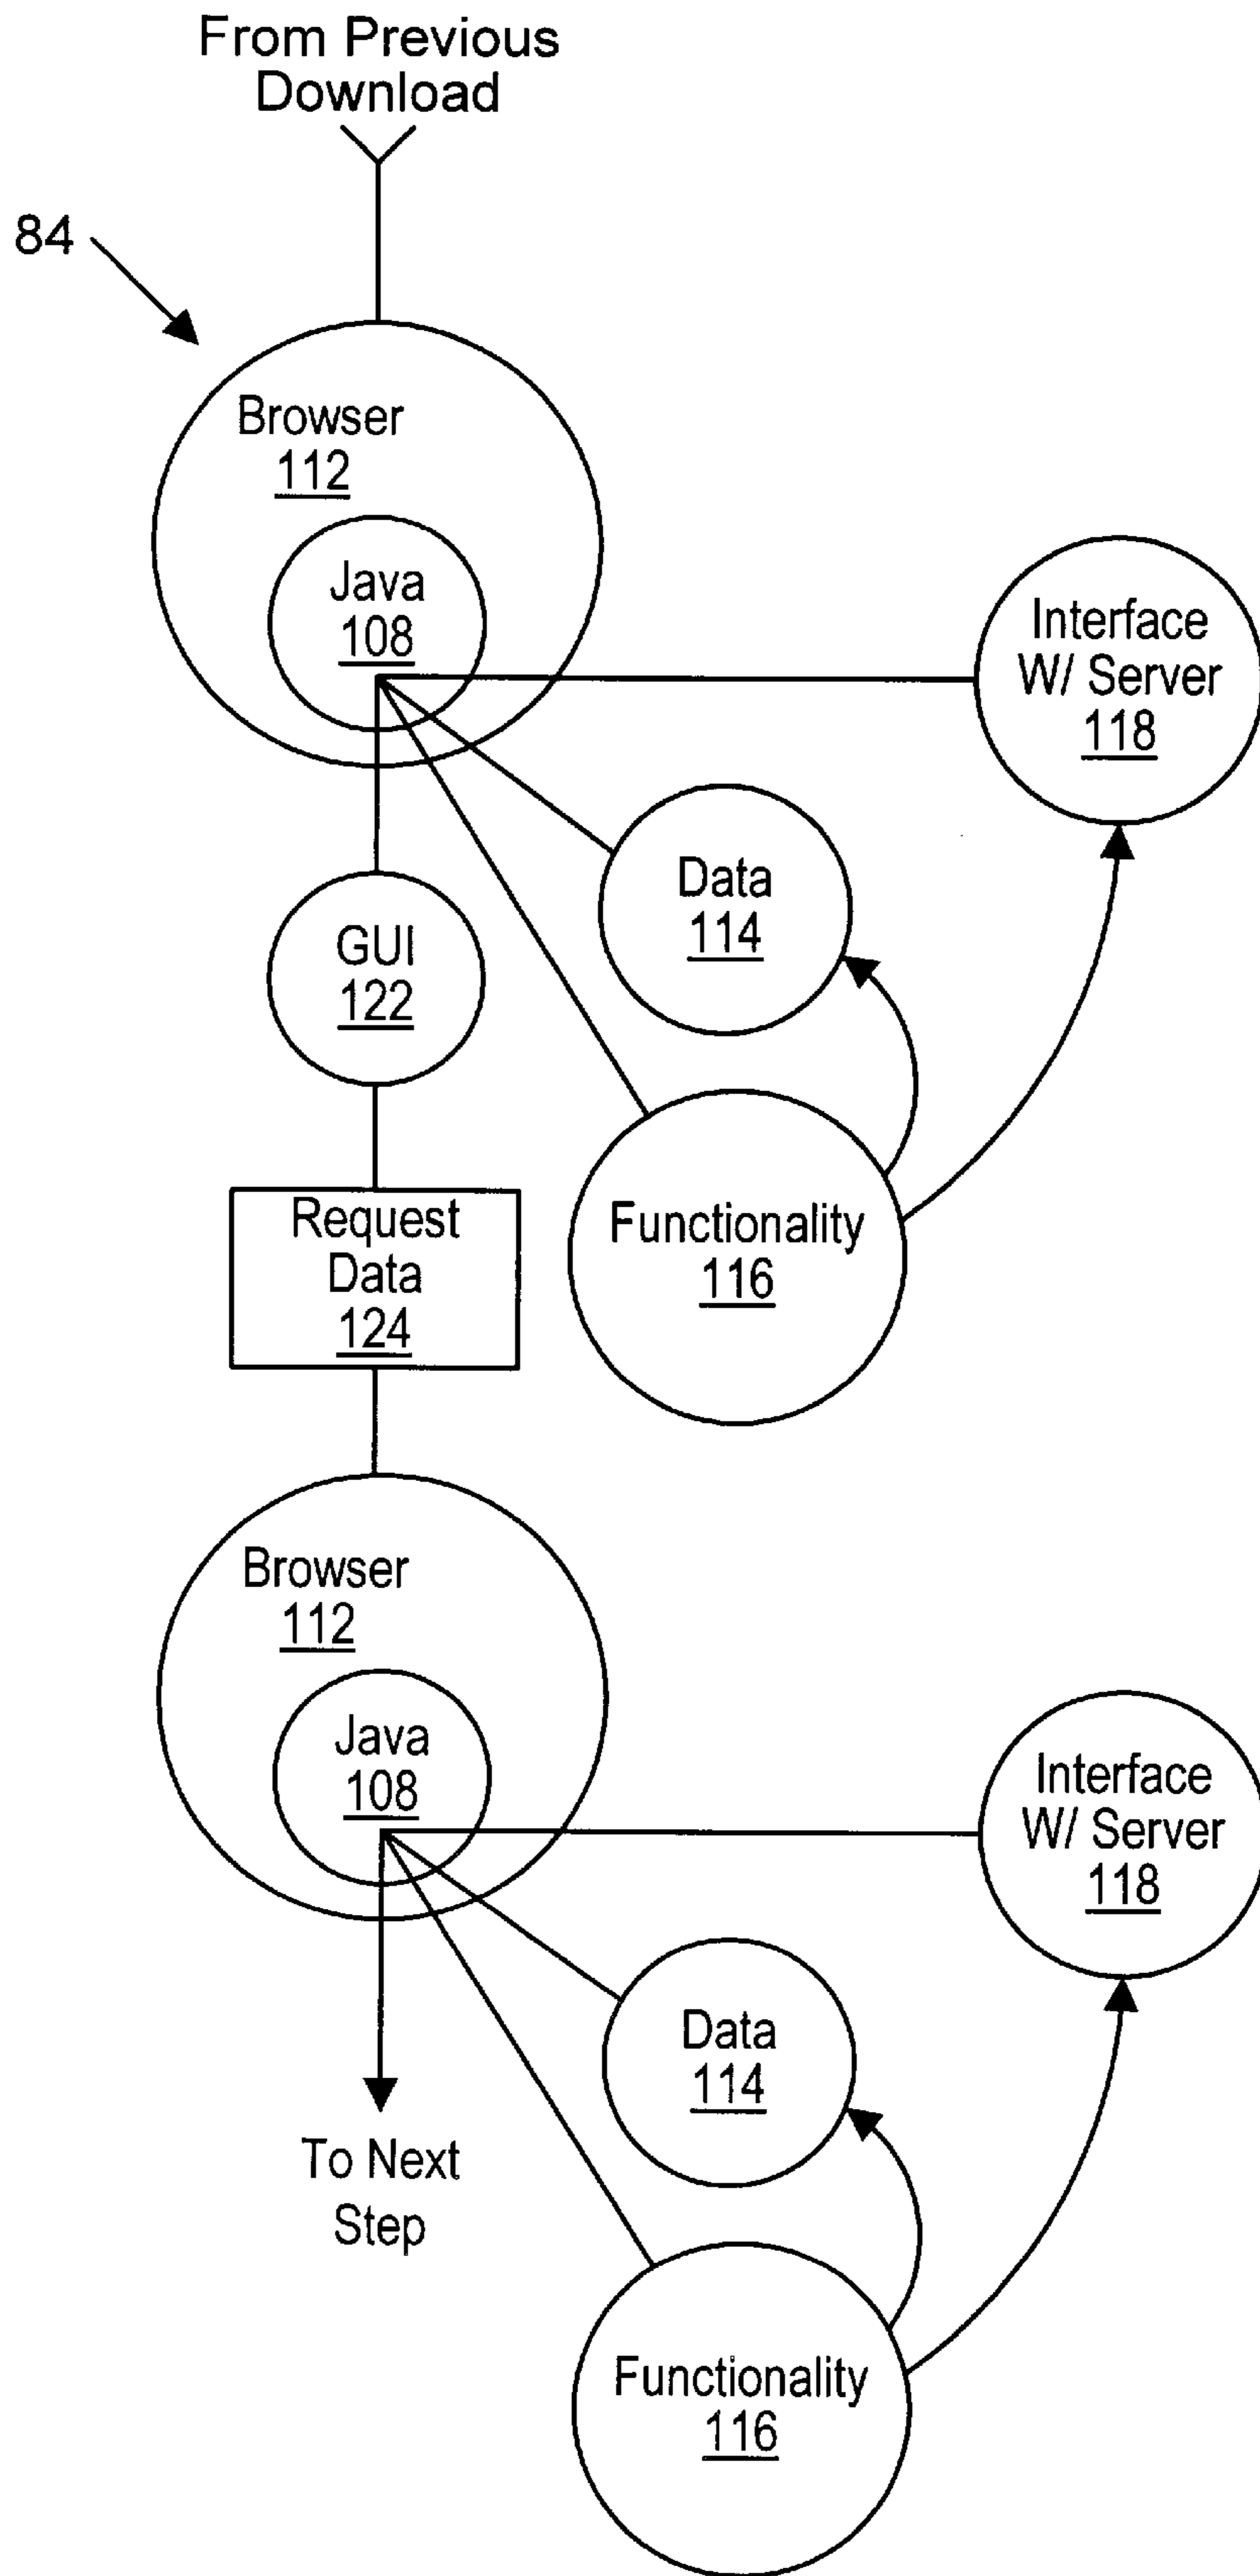 From Previous
Download
84
Browser
112
Java
108
Interface
W/ Server
118
Data
114
GUI
122
Functionality
116
Request
Data
124
Browser
112
Java
108
Interface
W/ Server
118
Data
114
To Next
Step
Functionality
116